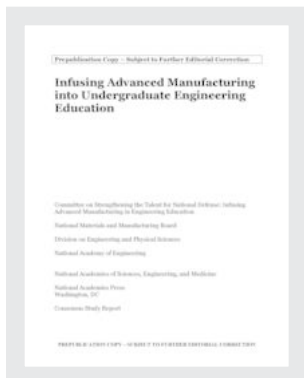 Prepublication Copy – Subject to Further Editorial Correction
Infusing Advanced Manufacturing
into Undergraduate Engineering
Education
Committee on Strengthening the Talent for National Defense: Infusing
Advanced Manufacturing in Engineering Education
National Materials and Manufacturing Board
Division on Engineering and Physical Sciences
National Academy of Engineering
National Academies of Sciences, Engineering, and Medicine
National Academies Press
Washington, DC
Consensus Study Report
PREPUBLICATION COPY – SUBJECT TO FURTHER EDITORIAL CORRECTION